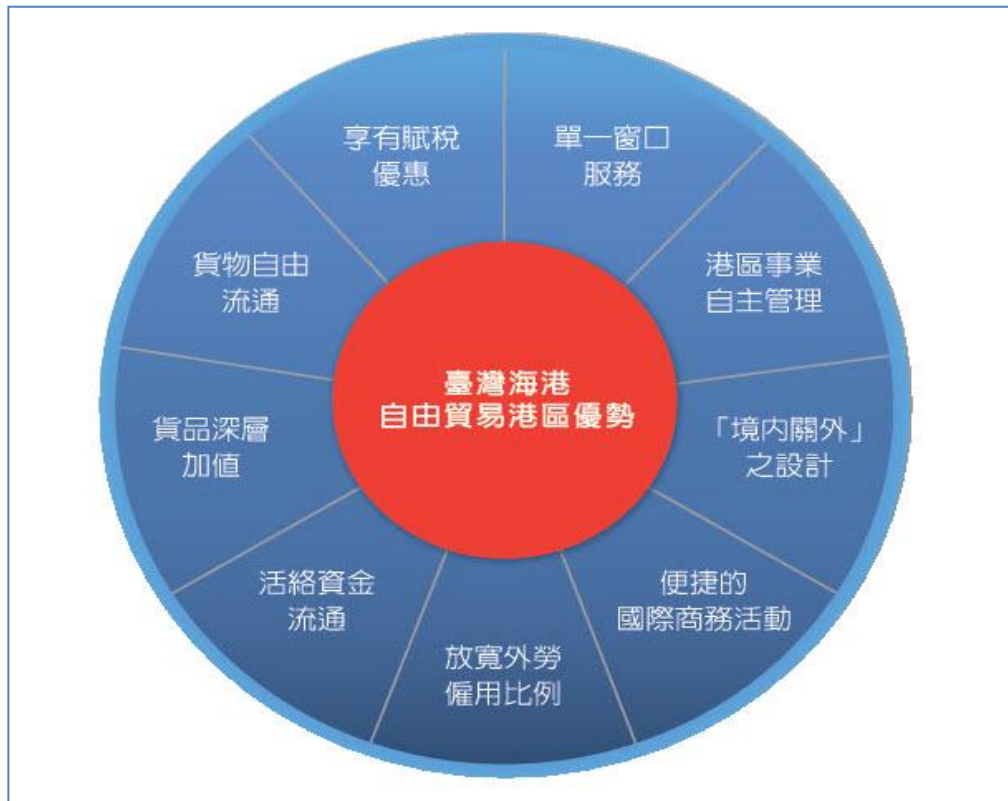 臺灣海港
自由貿易港區優勢
單一窗口
服務
港區事業
自主管理
「境内關外」
之設計
便捷的
國際商務活動
放寬外勞
僱用比例
活絡資金
流通
貨品深層
加值
貨物自由
流通
享有賦稅
優惠